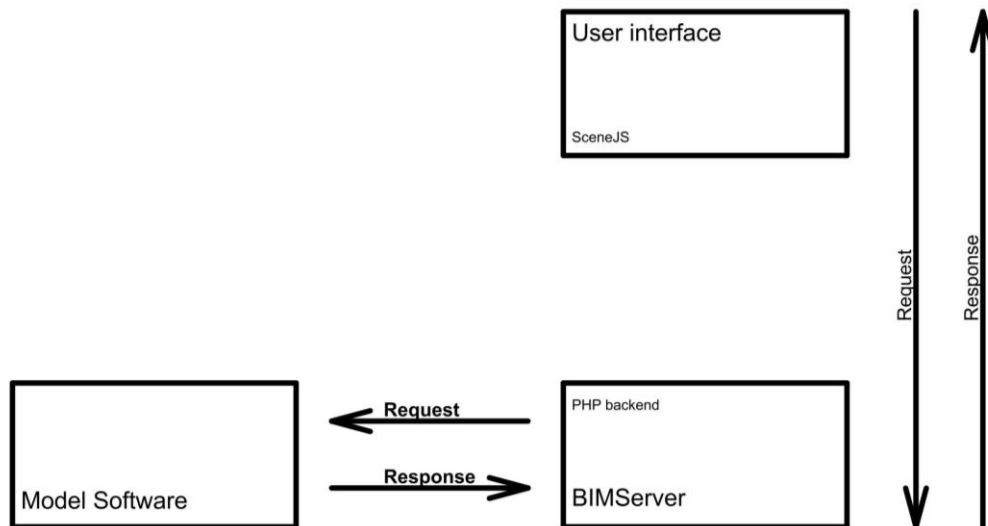 User interface
SceneJS
Request
Response
PHP backend
Request
Response
Model Software
BIMServer